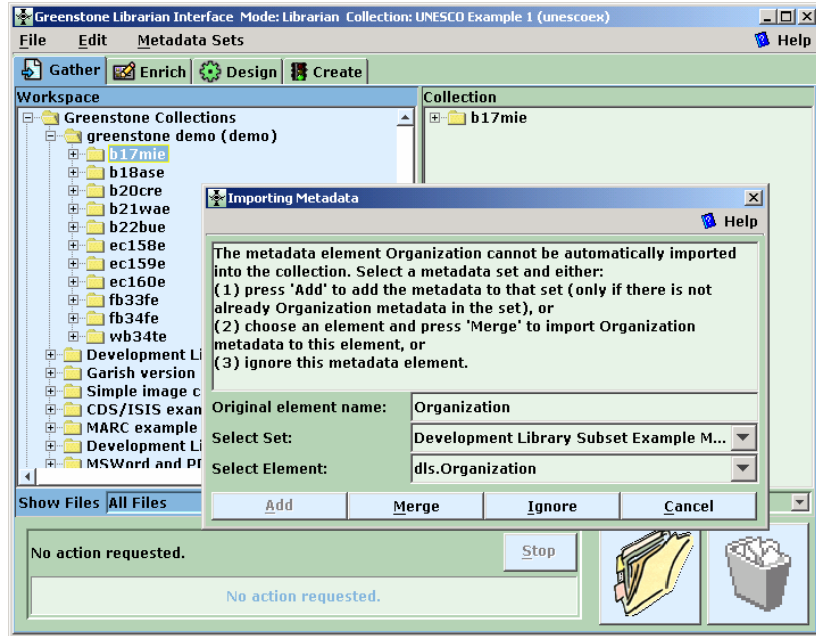 Greenstone Librarian Interface Mode: Librarian Collection: UNESCO Example 1 (unescoex)
File Edit Metadata Sets Help
Gather Enrich Design Create
Workspace
Greenstone Collections
greenstone demo (demo)
b17mie
b18ase
b20cre
b21wae
b22bue
ec158e
ec159e
ec160e
fb33fe
fb34fe
wb34te
Development Li
Garish version
Simple image c
CDS/ISIS exan
MARC example
Development Li
MSWord and
Collection
b17mie
Importing Metadata
Help
The metadata element Organization cannot be automatically imported
into the collection. Select a metadata set and either:
(1) press 'Add' to add the metadata to that set (only if there is not
already Organization metadata in the set), or
(2) choose an element and press 'Merge' to import Organization
metadata to this element, or
(3) ignore this metadata element.
Original element name: Organization
Select Set: Development Library Subset Example M...
Select Element: dls.Organization
Add Merge Ignore Cancel
Show Files All Files
No action requested.
Stop
No action requested.